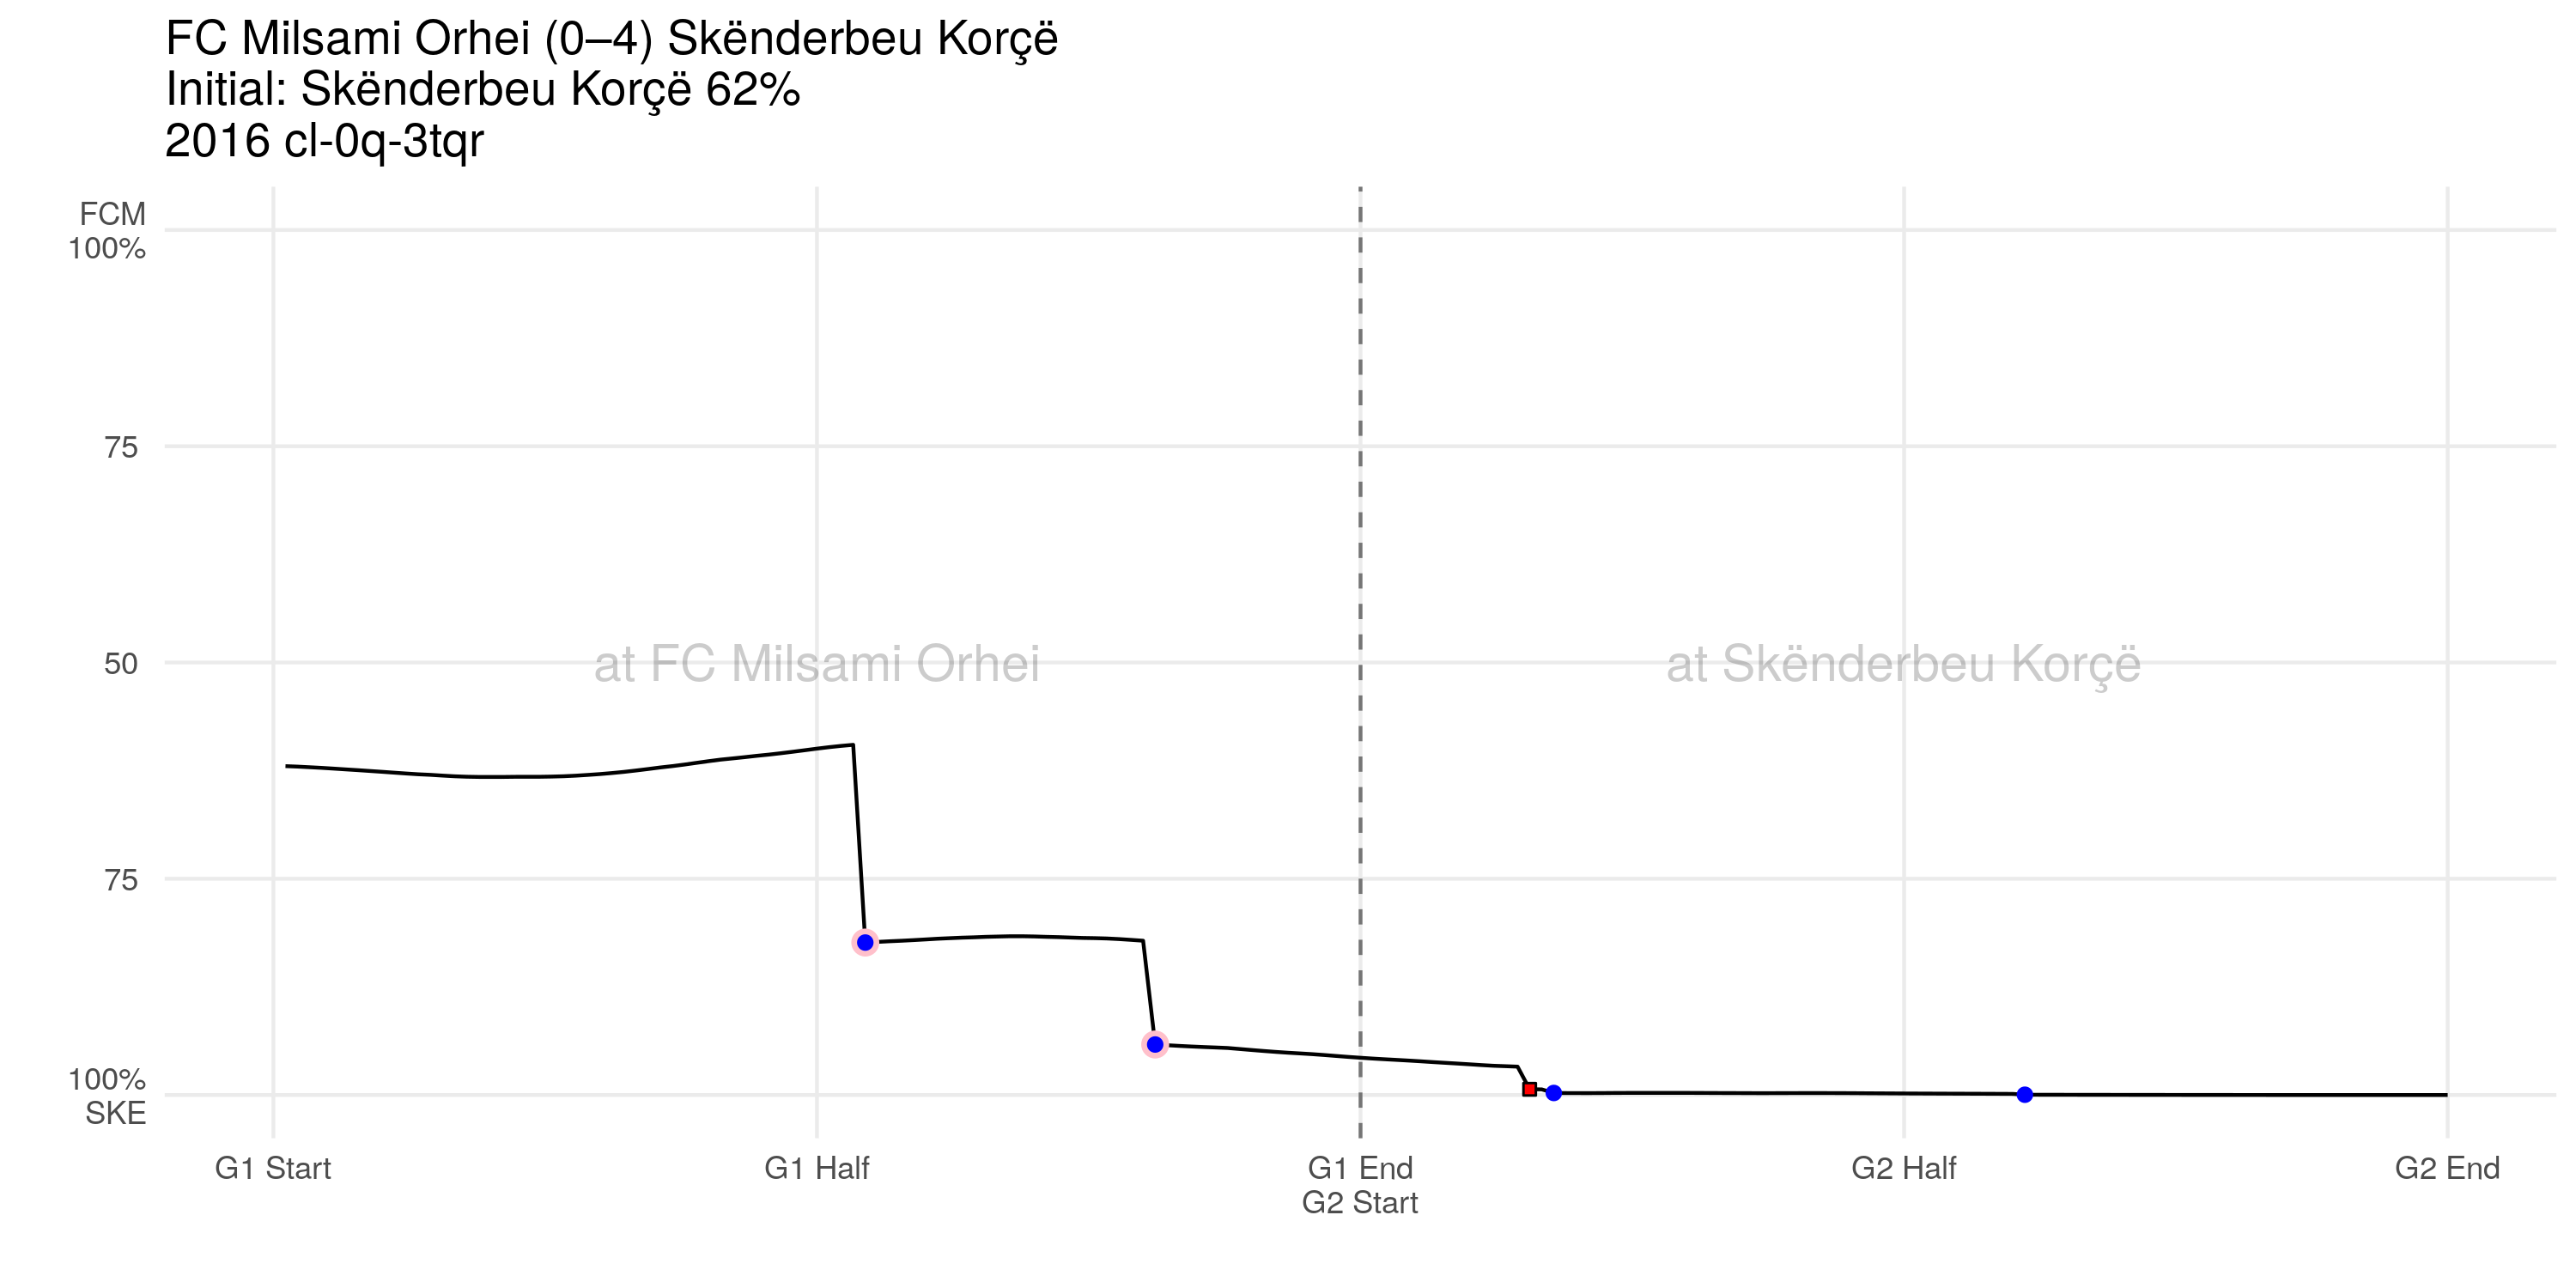 FC Milsami Orhei (0–4) Skënderbeu Korçë
Initial: Skënderbeu Korçë 62%
2016 cl-0q-3tqr
FCM
100%
75
50
75
100%
SKE
at FC Milsami Orhei
at Skënderbeu Korçë
G1 Start
G1 Half
G1 End
G2 Start
G2 Half
G2 End